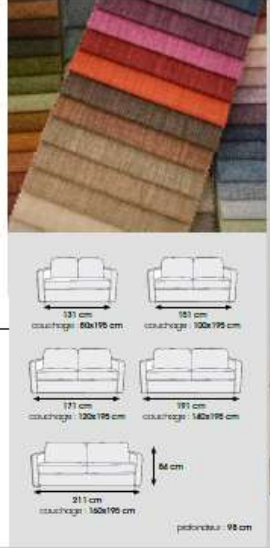 131 cm
couchage : 80x195 cm
151 cm
couchage : 100x195 cm
171 cm
couchage : 120x195 cm
191 cm
couchage : 140x195 cm
84 cm
211 cm
couchage : 160x195 cm
profondeur : 98 cm